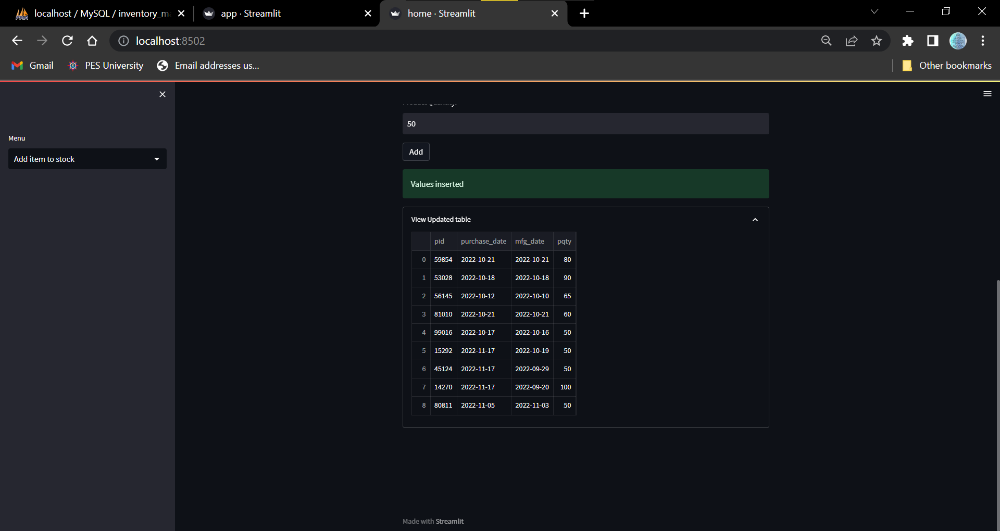 localhost / MySQL / inventory_ma
app · Streamlit
home · Streamlit
localhost:8502
Gmail
PES University
Email addresses us...
Other bookmarks
Menu
Add item to stock
Product Quantity:
50
Add
Values inserted
View Updated table
pid purchase_date mfg_date pqty
0 59854 2022-10-21 2022-10-21 80
1 53028 2022-10-18 2022-10-18 90
2 56145 2022-10-12 2022-10-10 65
3 81010 2022-10-21 2022-10-21 60
4 99016 2022-10-17 2022-10-16 50
5 15292 2022-11-17 2022-10-19 50
6 45124 2022-11-17 2022-09-29 50
7 14270 2022-11-17 2022-09-20 100
8 80811 2022-11-05 2022-11-03 50
Made with Streamlit